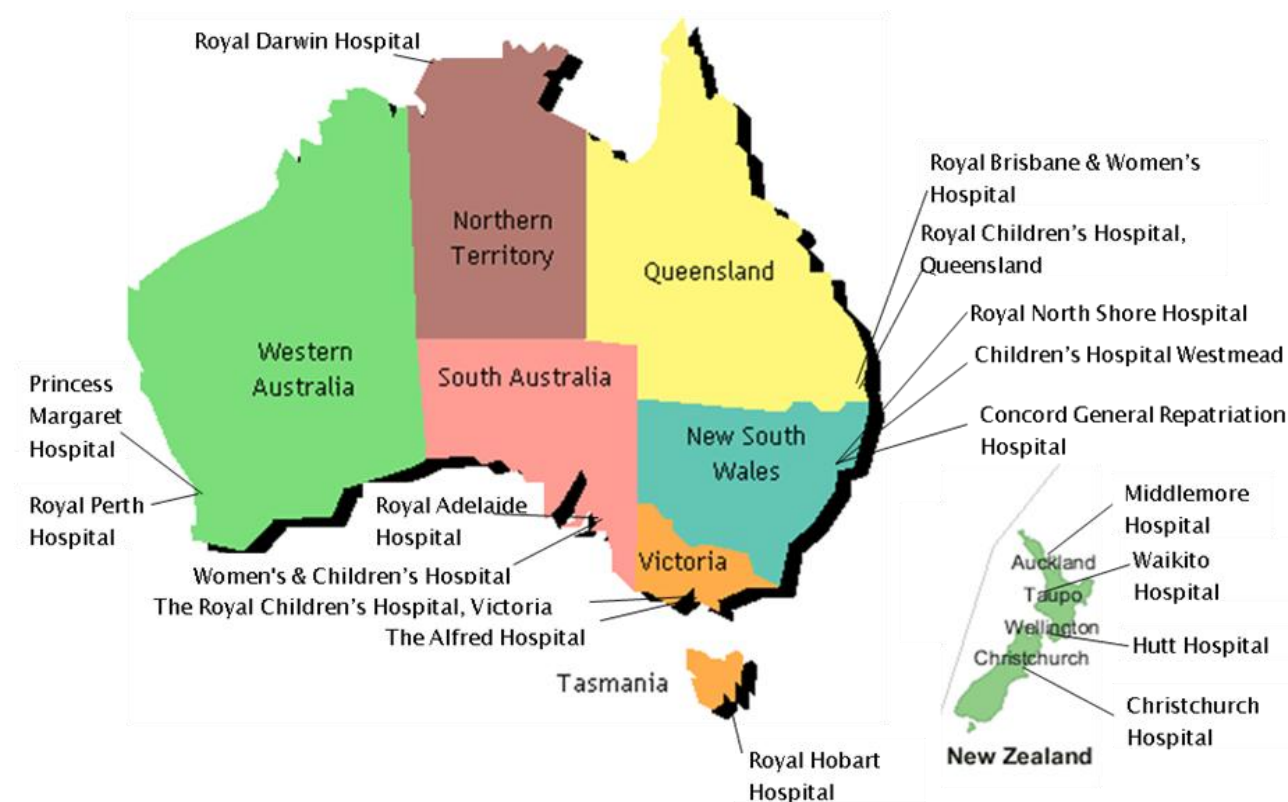 Royal Darwin Hospital
Royal Brisbane & Women's
Hospital
Northern
Territory
Royal Children's Hospital,
Queensland
Queensland
Royal North Shore Hospital
Western
Australia
South Australia
Children's Hospital Westmead
Princess
Margaret
Hospital
New South
Wales
Concord General Repatriation
Hospital
Royal Perth
Hospital
Royal Adelaide
Hospital
Middlemore
Hospital
Victoria
Auckland
Waikito
Hospital
Women's & Children's Hospital
Taupo
The Royal Children's Hospital, Victoria
The Alfred Hospital
Wellington
Hutt Hospital
Christchurch
Tasmania
Christchurch
Hospital
Royal Hobart
Hospital
New Zealand